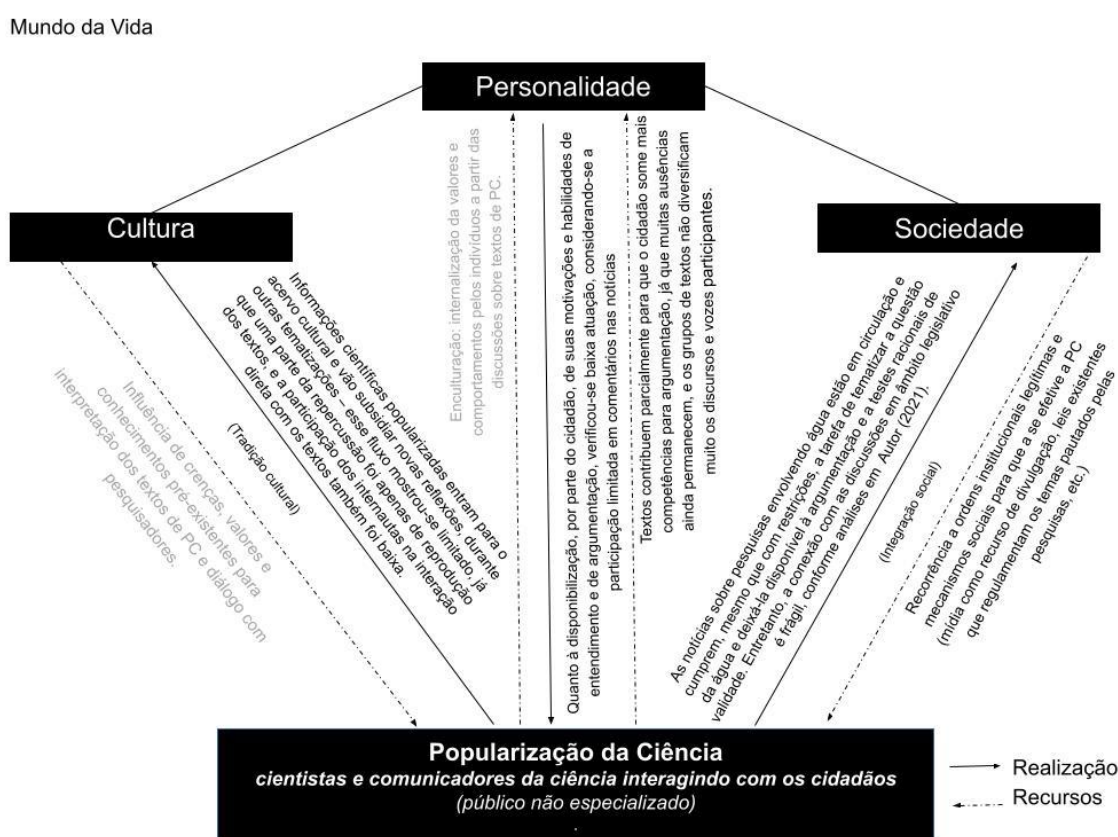 Mundo da Vida
Personalidade
Cultura
Sociedade
Influência de crenças, valores e
conhecimentos pré-existentes para
interpretação dos textos de PC e diálogo com
pesquisadores.
(Tradição cultural)
Informações científicas popularizadas entram para o
acervo cultural e vão subsidiar novas reflexões, durante
outras tematizações – esse fluxo mostrou-se limitado, já
que uma parte da repercussão foi apenas de reprodução
dos textos e a participação dos internautas na interação
direta com os textos também foi baixa.
Enculturação: internalização da valores e
comportamentos pelos indivíduos a partir das
discussões sobre textos de PC.
Quanto à disponibilização, por parte do cidadão, de suas motivações e habilidades de
entendimento e de argumentação, verificou-se baixa atuação, considerando-se a
participação limitada em comentários nas notícias
Textos contribuem parcialmente para que o cidadão some mais
competências para argumentação, já que muitas ausências
ainda permanecem, e os grupos de textos não diversificam
muito os discursos e vozes participantes.
As notícias sobre pesquisas envolvendo água estão em circulação e
cumprem, mesmo que com restrições, a tarefa de tematizar a questão
da água e deixá-la disponível à argumentação e a testes racionais de
validade. Entretanto, a conexão com as discussões em âmbito legislativo
é frágil, conforme análises em Autor (2021).
(Integração social)
Recorrência a ordens institucionais legítimas e
mecanismos sociais para que a se efetive a PC
(mídia como recurso de divulgação, leis existentes
que regulamentam os temas pautados pelas
pesquisas, etc.)
Popularização da Ciência
cientistas e comunicadores da ciência interagindo com os cidadãos
(público não especializado)
.
Realização
Recursos